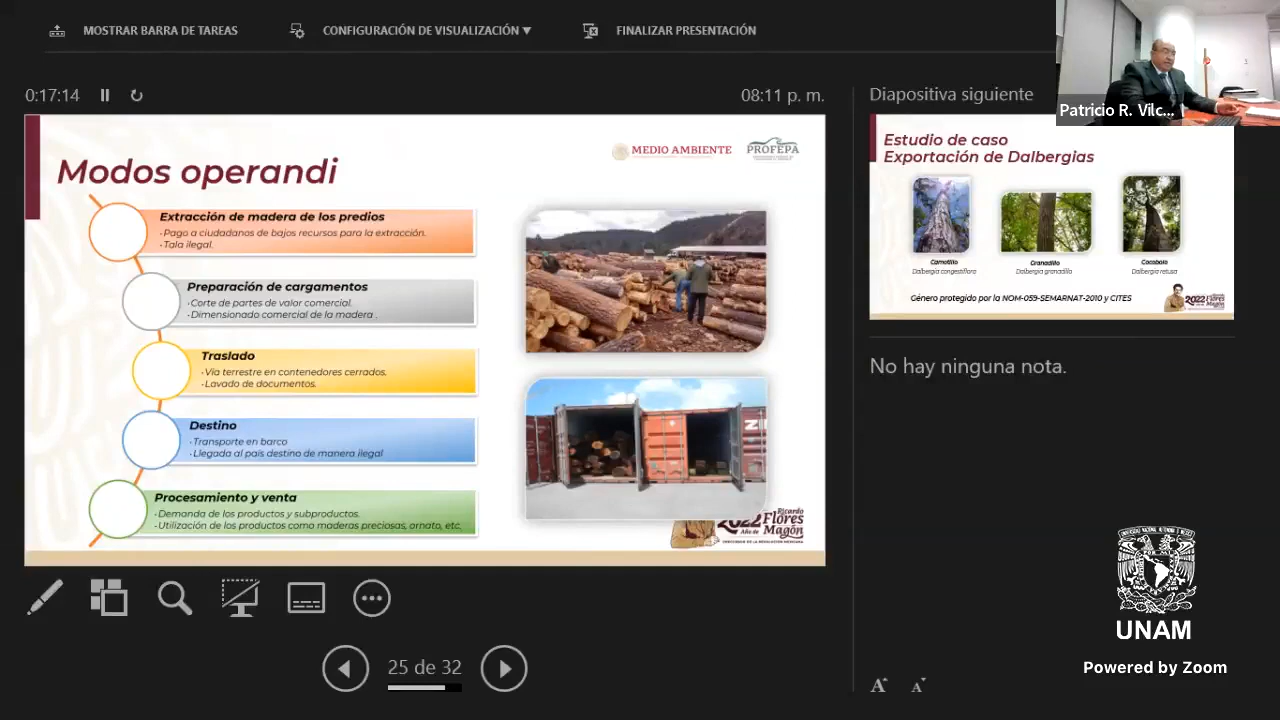 MOSTRAR BARRA DE TAREAS
CONFIGURACIÓN DE VISUALIZACIÓN ▼
FINALIZAR PRESENTACIÓN
Patricio R. Vilc...
0:17:14
08:11 p. m.
Diapositiva siguiente
MEDIO AMBIENTE
PROFEPA
Modos operandi
Extracción de madera de los predios
-Pago a ciudadanos de bajos recursos para la extracción.
-Tala ilegal.
Preparación de cargamentos
-Corte de partes de valor comercial.
-Dimensionado comercial de la madera .
Traslado
-Vía terrestre en contenedores cerrados.
-Lavado de documentos.
Destino
-Transporte en barco
-Llegada al país destino de manera ilegal
Procesamiento y venta
-Demanda de los productos y subproductos.
-Utilización de los productos como maderas preciosas, ornato, etc.
2022 Ricardo
Flores
Año de Magón
Estudio de caso
Exportación de Dalbergias
Camotillo
Dalbergia congestiflora
Granadillo
Dalbergia granadillo
Cocobolo
Dalbergia retusa
Género protegido por la NOM-059-SEMARNAT-2010 y CITES
2022 Flores
Magón
No hay ninguna nota.
25 de 32
UNAM
Powered by Zoom